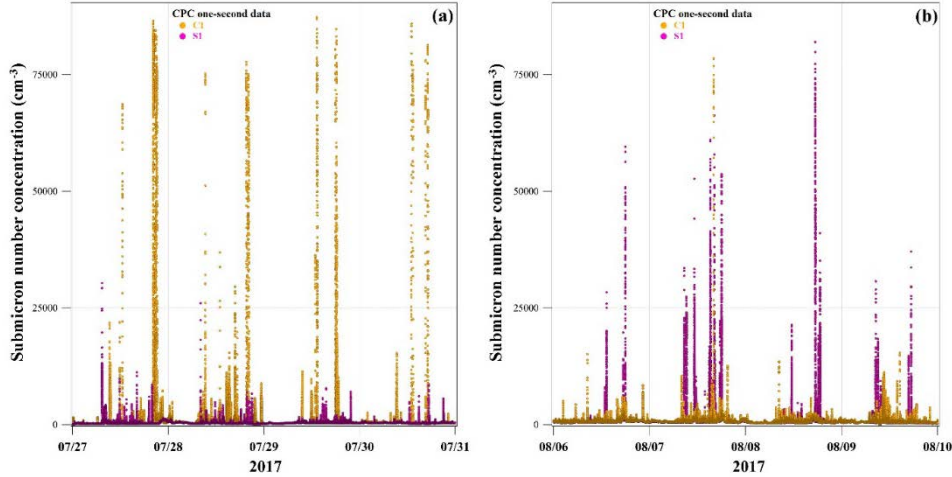 CPC one-second data
C1
S1
(a)
Submicron number concentration (cm-3)
75000
50000
25000
0
07/27
07/28
07/29
07/30
07/31
2017
CPC one-second data
C1
S1
(b)
Submicron number concentration (cm-3)
75000
50000
25000
0
08/06
08/07
08/08
08/09
08/10
2017